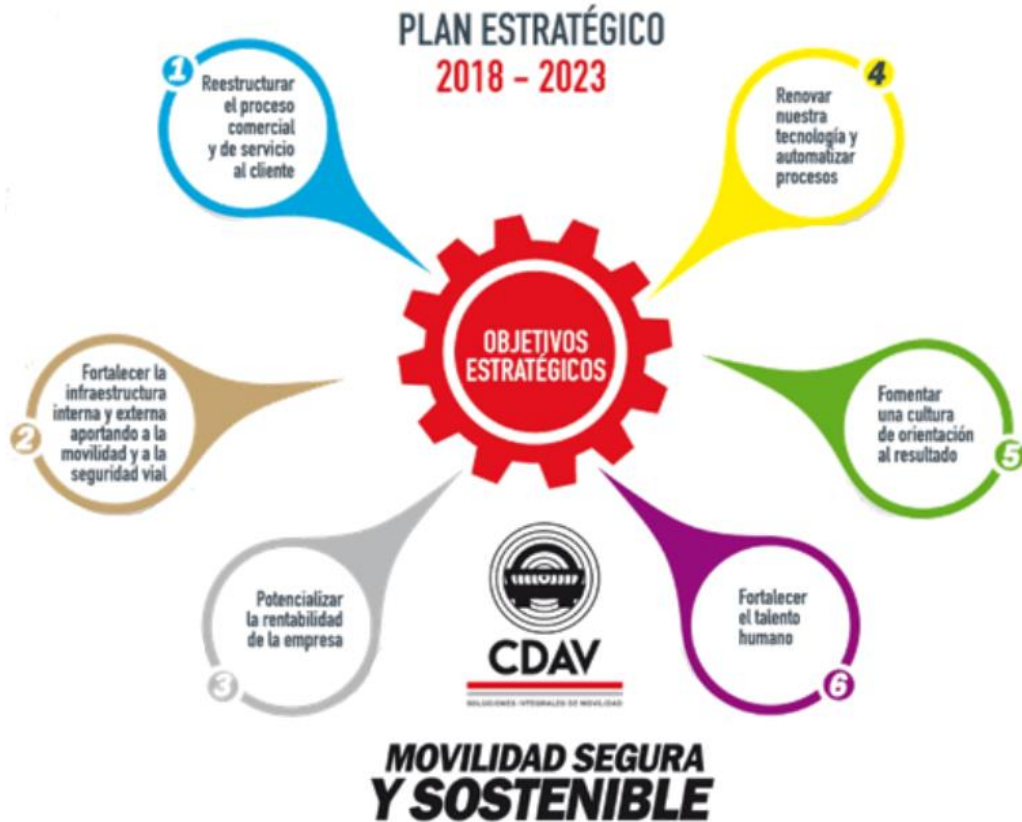 PLAN ESTRATÉGICO
2018 - 2023
1
Reestructurar
el proceso
comercial
y de servicio
al cliente
2
Fortalecer la
infraestructura
interna y externa
aportando a la
movilidad y a la
seguridad vial
3
Potencializar
la rentabilidad
de la empresa
4
Renovar
nuestra
tecnología y
automatizar
procesos
5
Fomentar
una cultura
de orientación
al resultado
6
Fortalecer
el talento
humano
OBJETIVOS
ESTRATÉGICOS
CDAV
SOLUCIONES INTEGRALES DE MOVILIDAD
MOVILIDAD SEGURA
Y SOSTENIBLE